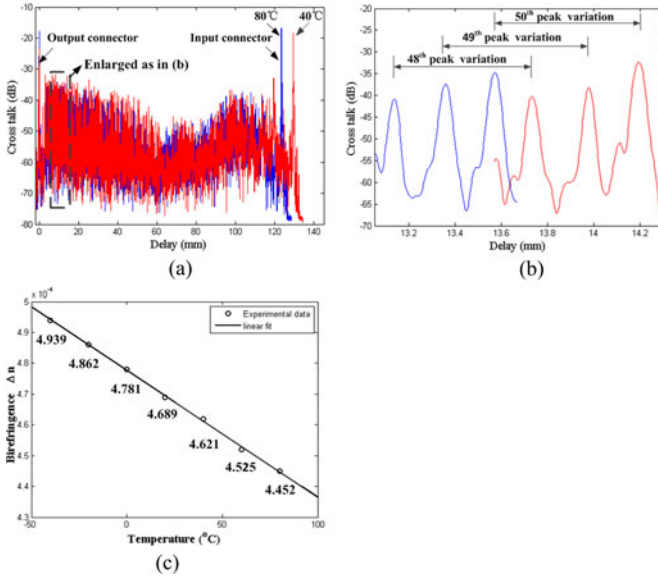 80℃ 40℃
Output connector
Input connector
Enlarged as in (b)
Cross talk (dB)
-10
-20
-30
-40
-50
-60
-70
-80
0 20 40 60 80 100 120 140
Delay (mm)
(a)
50th peak variation
49th peak variation
48th peak variation
Cross talk (dB)
-25
-30
-35
-40
-45
-50
-55
-60
-65
-70
13.2 13.4 13.6 13.8 14 14.2
Delay (mm)
(b)
x 10-4
Experimental data
linear fit
Birefringence Δ n
5
4.9
4.8
4.7
4.6
4.5
4.4
4.3
4.939
4.862
4.781
4.689
4.621
4.525
4.452
-50 0 50 100
Temperature (°C)
(c)